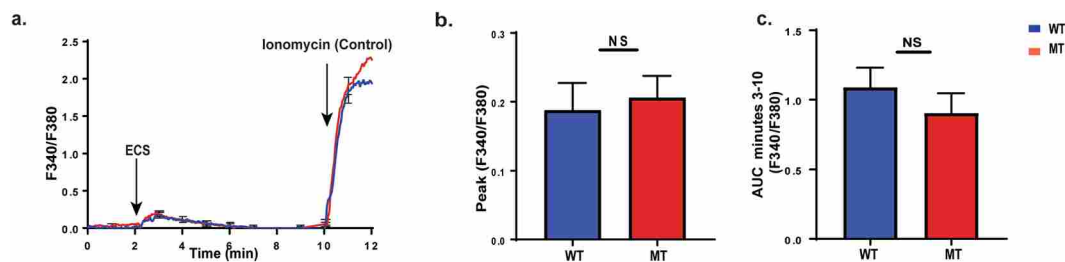 a.
2.5
2.0
1.5
1.0
0.5
0.0
F340/F380
ECS
Ionomycin (Control)
0
2
4
6
8
10
12
Time (min)
b.
0.3
0.2
0.1
0.0
Peak (F340/F380)
NS
WT
MT
c.
1.5
1.0
0.5
0.0
AUC minutes 3-10
(F340/F380)
NS
WT
MT
WT
MT